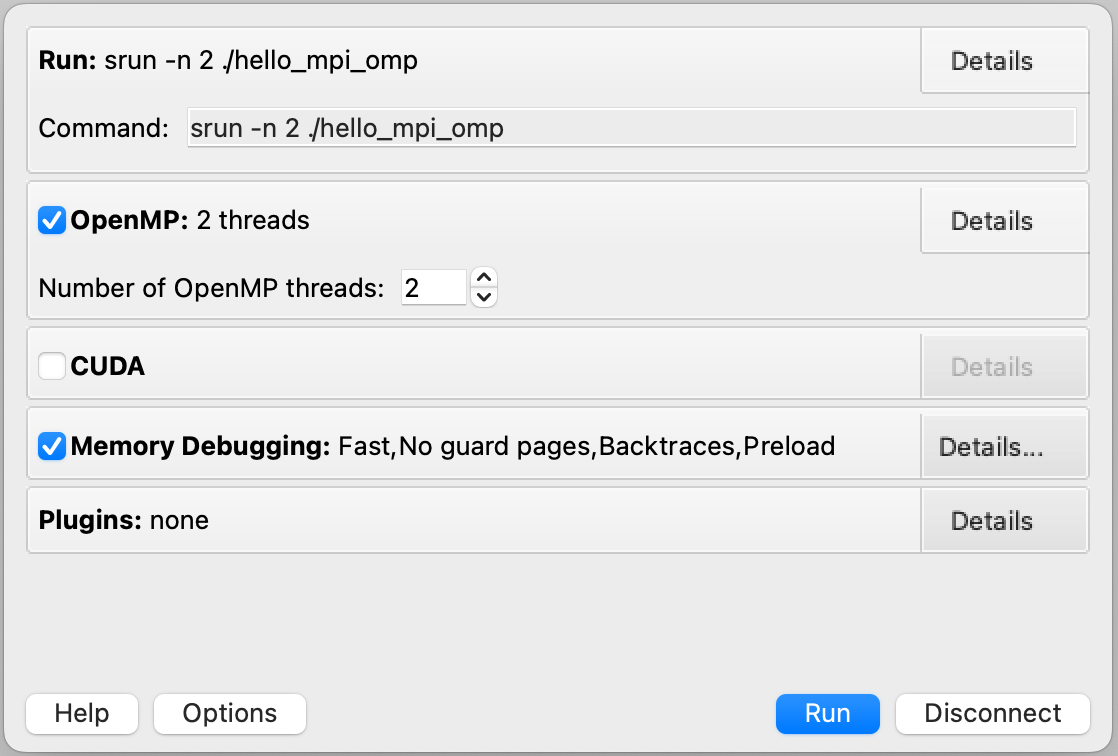 Run: srun -n 2 ./hello_mpi_omp
Details
Command: srun -n 2 ./hello_mpi_omp
OpenMP: 2 threads
Details
Number of OpenMP threads: 2
CUDA
Details
Memory Debugging: Fast,No guard pages,Backtraces,Preload
Details...
Plugins: none
Details
Help
Options
Run
Disconnect